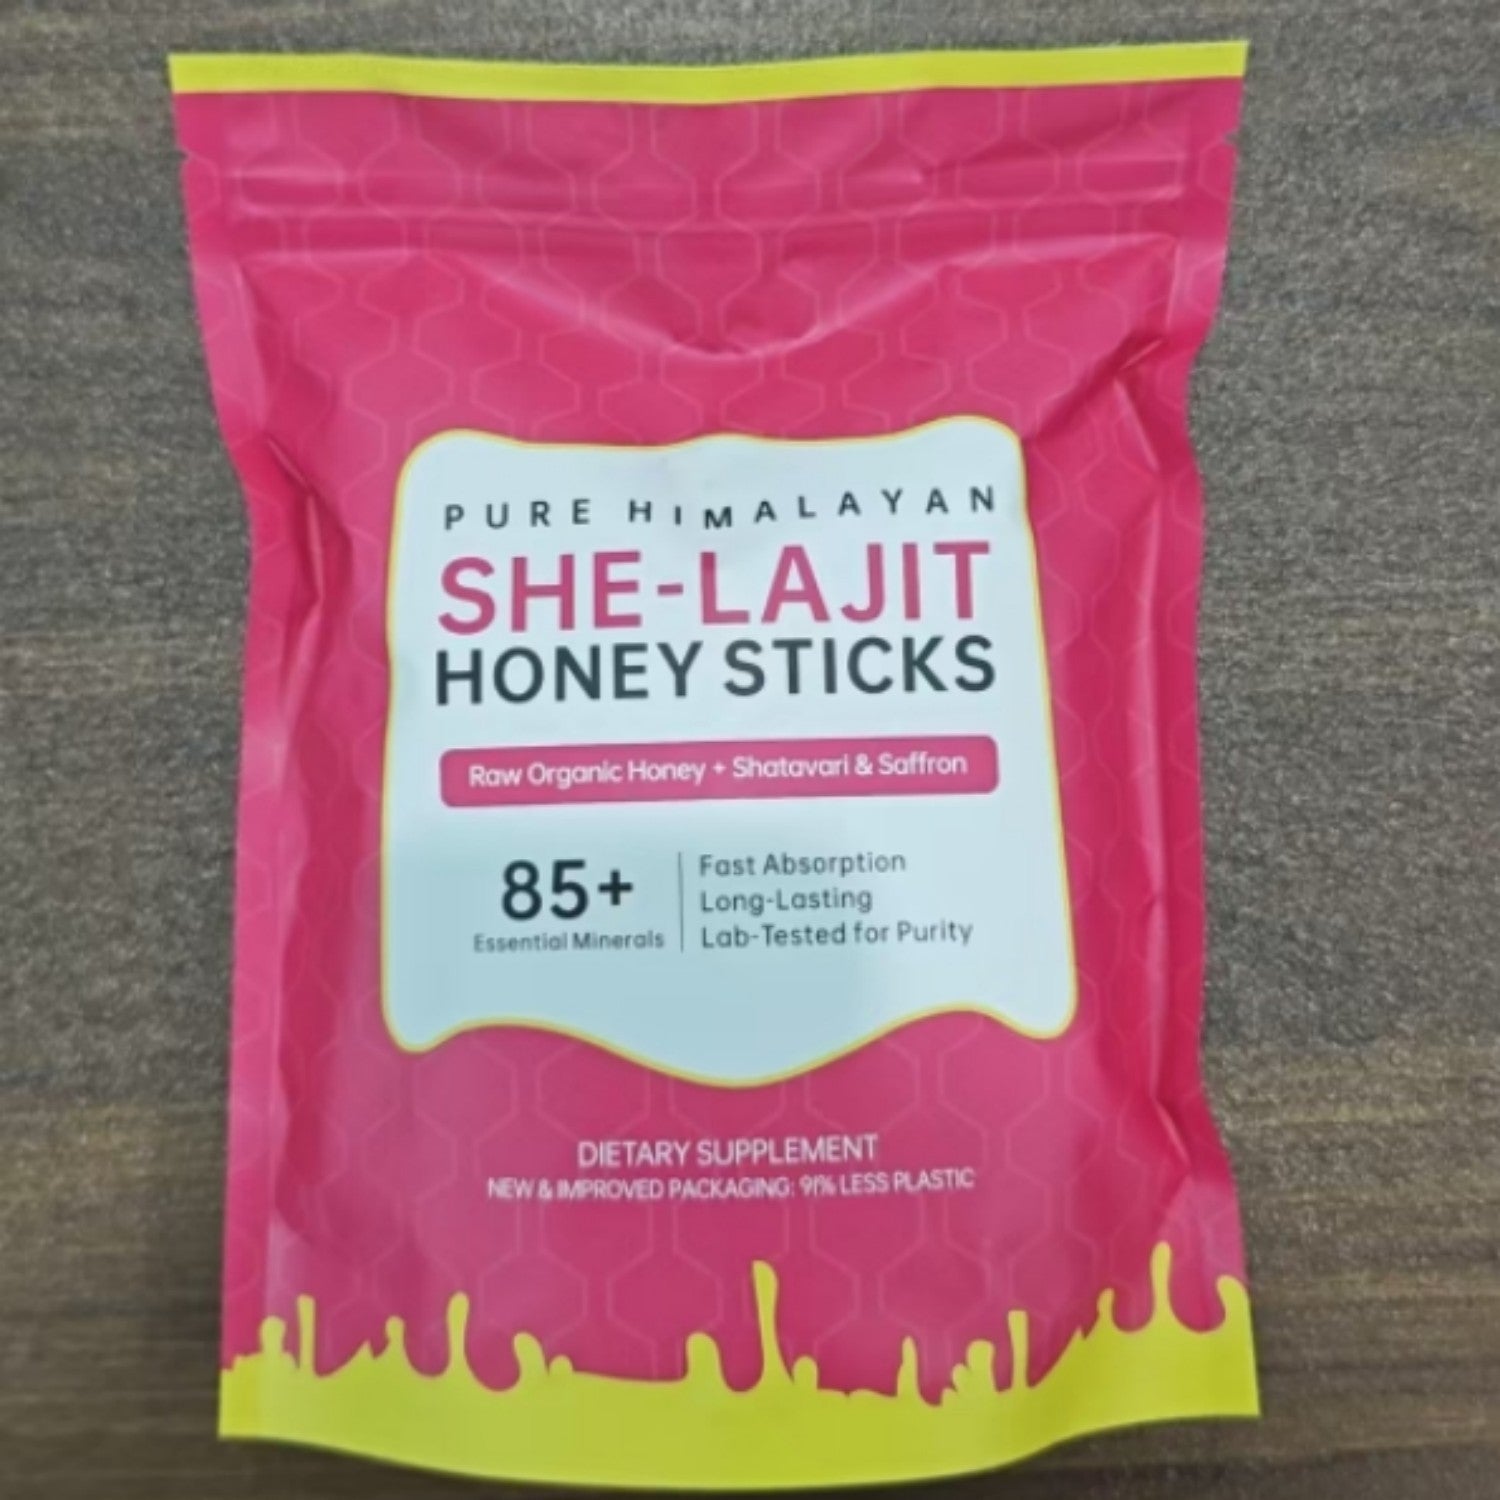 PURE HIMALAYAN
SHE-LAJIT
HONEY STICKS
Raw Organic Honey + Shatavari & Saffron
85+
Essential Minerals
Fast Absorption
Long-Lasting
Lab-Tested for Purity
DIETARY SUPPLEMENT
NEW & IMPROVED PACKAGING: 91% LESS PLASTIC